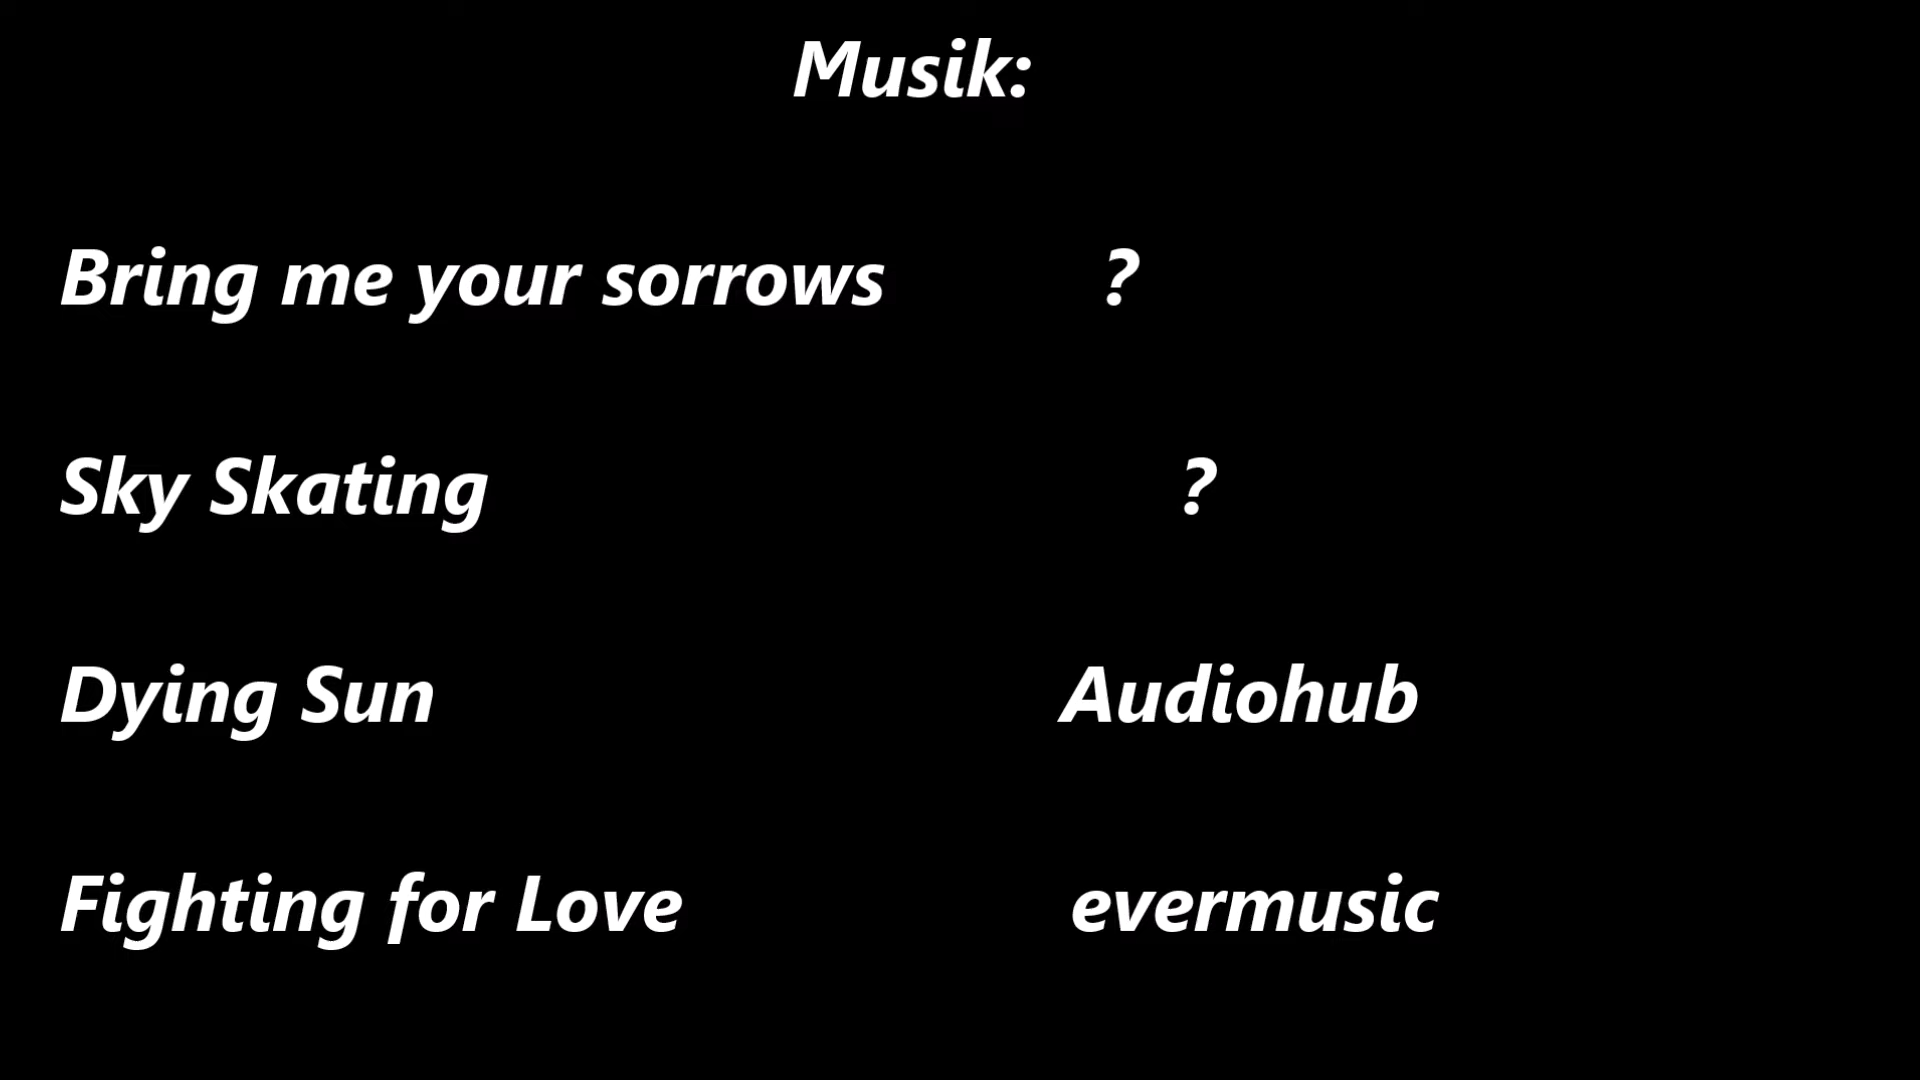 Musik:
Bring me your sorrows ?
Sky Skating ?
Dying Sun Audiohub
Fighting for Love evermusic